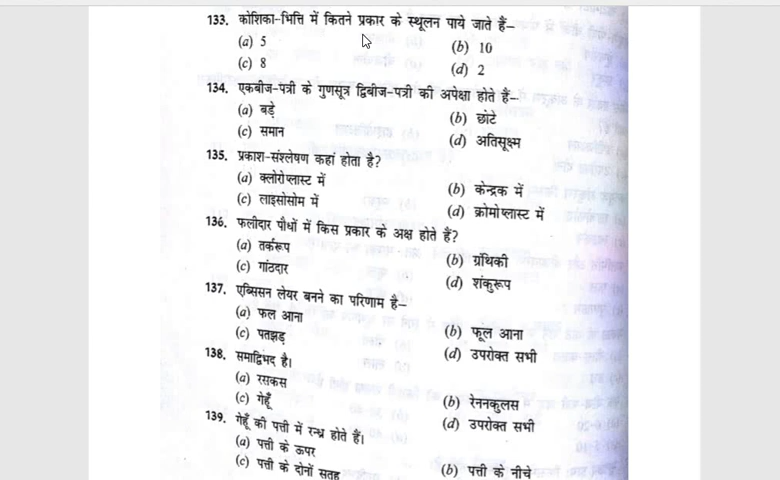 133. कोशिका-भित्ति में कितने प्रकार के स्थूलन पाये जाते हैं–
(a) 5
(b) 10
(c) 8
(d) 2
134. एकबीज-पत्री के गुणसूत्र द्विबीज-पत्री की अपेक्षा होते हैं–
(a) बड़े
(b) छोटे
(c) समान
(d) अतिसूक्ष्म
135. प्रकाश-संश्लेषण कहां होता है?
(a) क्लोरोप्लास्ट में
(b) केन्द्रक में
(c) लाइसोसोम में
(d) क्रोमोप्लास्ट में
136. फलीदार पौधों में किस प्रकार के अक्ष होते हैं?
(a) तर्करूप
(b) ग्रंथिकी
(c) गांठदार
(d) शंकुरूप
137. एब्सिसन लेयर बनने का परिणाम है–
(a) फल आना
(b) फूल आना
(c) पतझड़
(d) उपरोक्त सभी
138. समाद्विभद है।
(a) रसकस
(b) रेननकुलस
(c) गेहूँ
(d) उपरोक्त सभी
139. गेहूँ की पत्ती में रन्ध्र होते हैं।
(a) पत्ती के ऊपर
(b) पत्ती के नीचे
(c) पत्ती के दोनों सतह